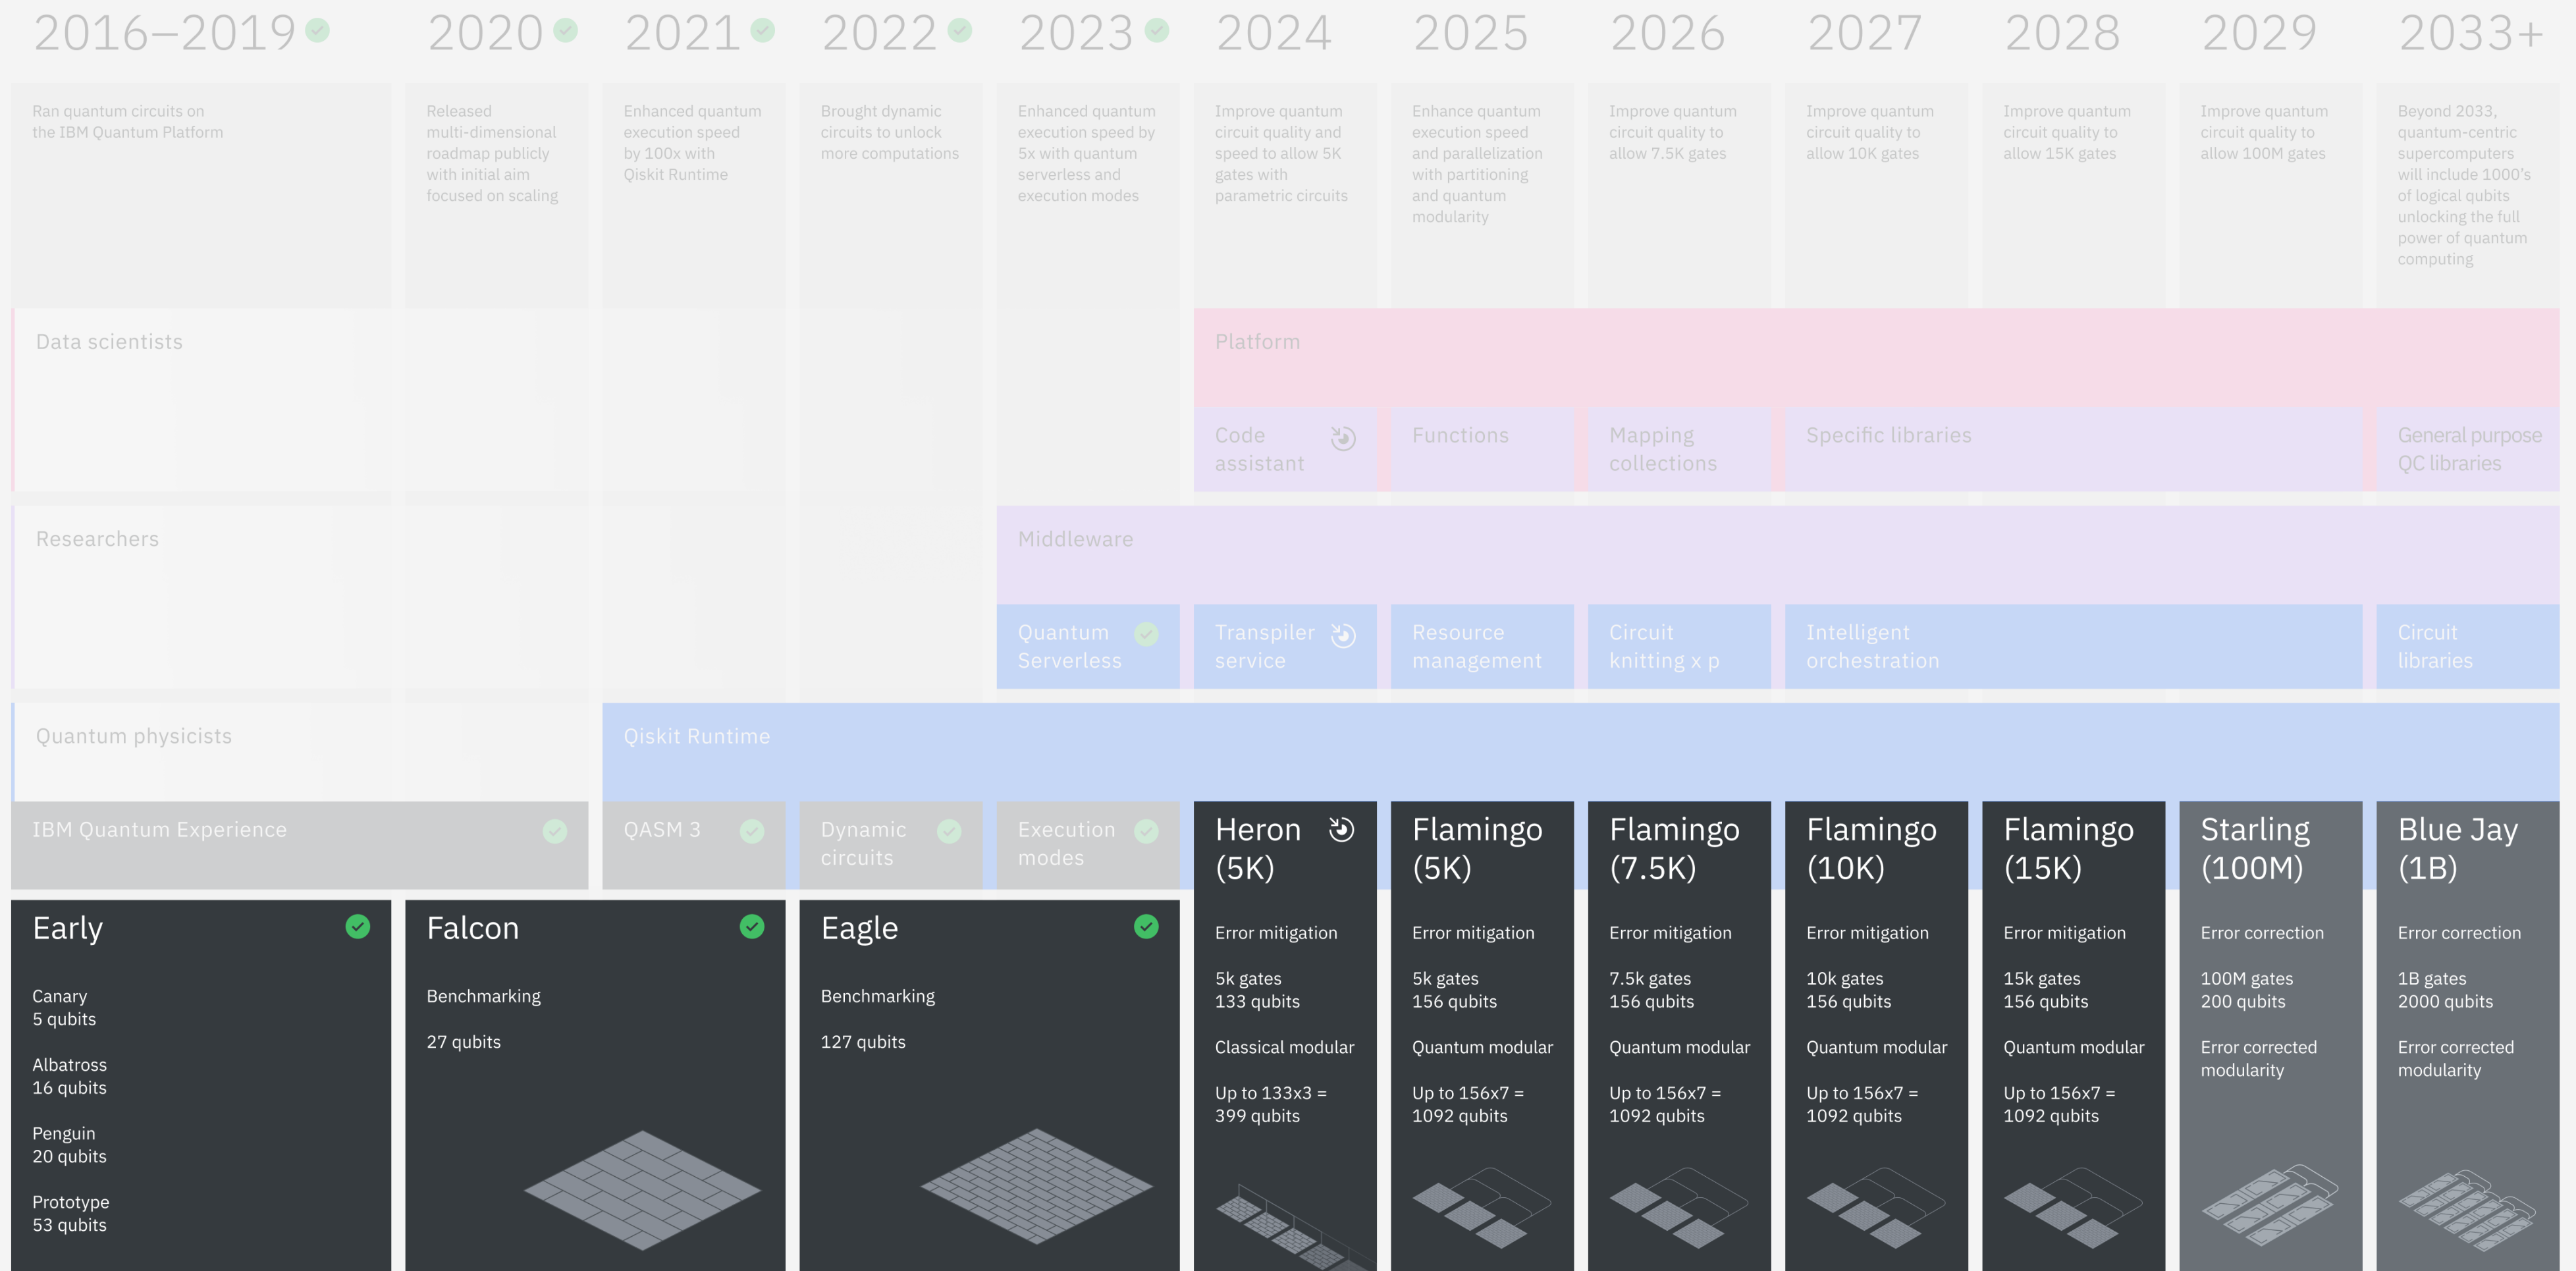 2016–2019
2020
2021
2022
2023
2024
2025
2026
2027
2028
2029
2033+
Ran quantum circuits on
the IBM Quantum Platform
Released
multi-dimensional
roadmap publicly
with initial aim
focused on scaling
Enhanced quantum
execution speed
by 100x with
Qiskit Runtime
Brought dynamic
circuits to unlock
more computations
Enhanced quantum
execution speed by
5x with quantum
serverless and
execution modes
Improve quantum
circuit quality and
speed to allow 5K
gates with
parametric circuits
Enhance quantum
execution speed
and parallelization
with partitioning
and quantum
modularity
Improve quantum
circuit quality to
allow 7.5K gates
Improve quantum
circuit quality to
allow 10K gates
Improve quantum
circuit quality to
allow 15K gates
Improve quantum
circuit quality to
allow 100M gates
Beyond 2033,
quantum-centric
supercomputers
will include 1000's
of logical qubits
unlocking the full
power of quantum
computing
Data scientists
Platform
Code
assistant
Functions
Mapping
collections
Specific libraries
General purpose
QC libraries
Researchers
Middleware
Quantum
Serverless
Transpiler
service
Resource
management
Circuit
knitting x p
Intelligent
orchestration
Circuit
libraries
Quantum physicists
Qiskit Runtime
IBM Quantum Experience
QASM 3
Dynamic
circuits
Execution
modes
Early
Canary
5 qubits
Albatross
16 qubits
Penguin
20 qubits
Prototype
53 qubits
Falcon
Benchmarking
27 qubits
Eagle
Benchmarking
127 qubits
Heron
(5K)
Error mitigation
5k gates
133 qubits
Classical modular
Up to 133x3 =
399 qubits
Flamingo
(5K)
Error mitigation
5k gates
156 qubits
Quantum modular
Up to 156x7 =
1092 qubits
Flamingo
(7.5K)
Error mitigation
7.5k gates
156 qubits
Quantum modular
Up to 156x7 =
1092 qubits
Flamingo
(10K)
Error mitigation
10k gates
156 qubits
Quantum modular
Up to 156x7 =
1092 qubits
Flamingo
(15K)
Error mitigation
15k gates
156 qubits
Quantum modular
Up to 156x7 =
1092 qubits
Starling
(100M)
Error correction
100M gates
200 qubits
Error corrected
modularity
Blue Jay
(1B)
Error correction
1B gates
2000 qubits
Error corrected
modularity